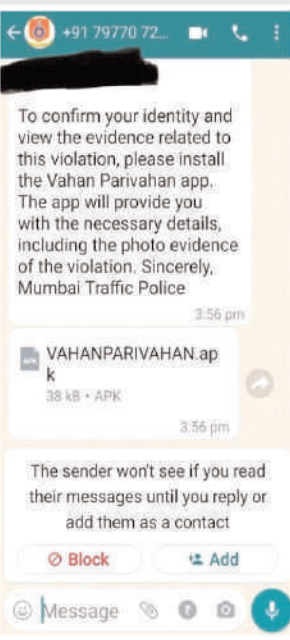 +91 79770 72...
To confirm your identity and
view the evidence related to
this violation, please install
the Vahan Parivahan app.
The app will provide you
with the necessary details,
including the photo evidence
of the violation. Sincerely,
Mumbai Traffic Police
3:56 pm
VAHANPARIVAHAN.ap
k
38 kB • APK
3:56 pm
The sender won't see if you read
their messages until you reply or
add them as a contact
Block
Add
Message